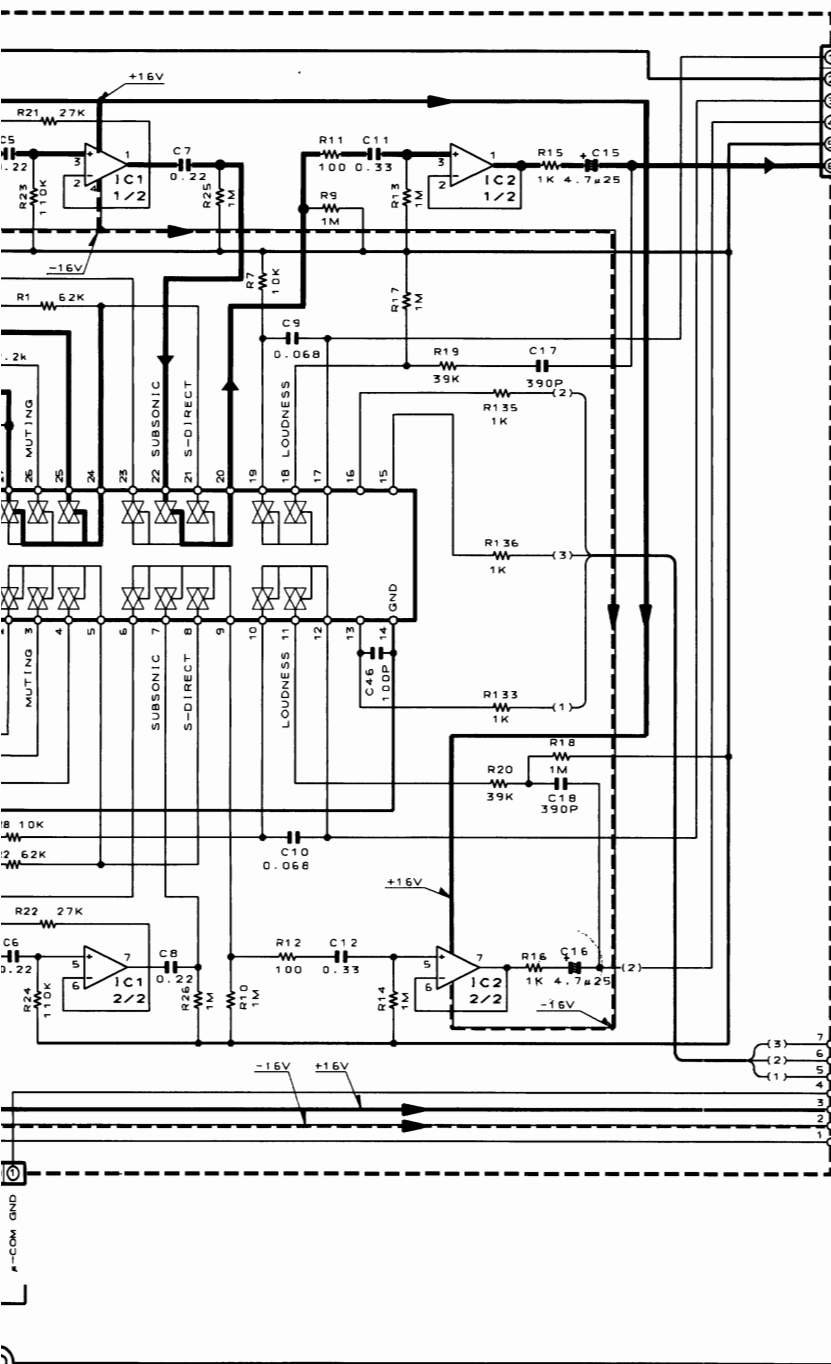 +16V
R21 27K
C5
C7
R11 C11
R15 C15
3
1
3
1
.22
0.22
100 0.33
1K 4.7μ25
2
IC1
1/2
2
IC2
1/2
R23
110K
R25
1M
R9
1M
R13
1M
-16V
R7
10K
R17
1M
R1 62K
C9
0.068
.2K
R19
39K
C17
390P
MUTING
SUBSONIC
S-DIRECT
LOUDNESS
R135
1K
(2)
26
25
24
23
22
21
20
19
18
17
16
15
R136
1K
(3)
GND
3
4
5
6
7
8
9
10
11
12
13
14
MUTING
SUBSONIC
S-DIRECT
LOUDNESS
C46
100P
R133
1K
(1)
R18
1M
R20
39K
C18
390P
R8 10K
R2 62K
C10
0.068
+16V
R22 27K
C6
0.22
5
6
7
IC1
2/2
C8
0.22
R12
100
C12
0.33
5
6
7
IC2
2/2
R16
1K
C16
4.7μ25
(2)
R24
110K
R26
1M
R10
1M
R14
1M
-16V
(3)
7
(2)
6
(1)
5
4
-16V
+16V
3
2
1
1
μ-COM GND